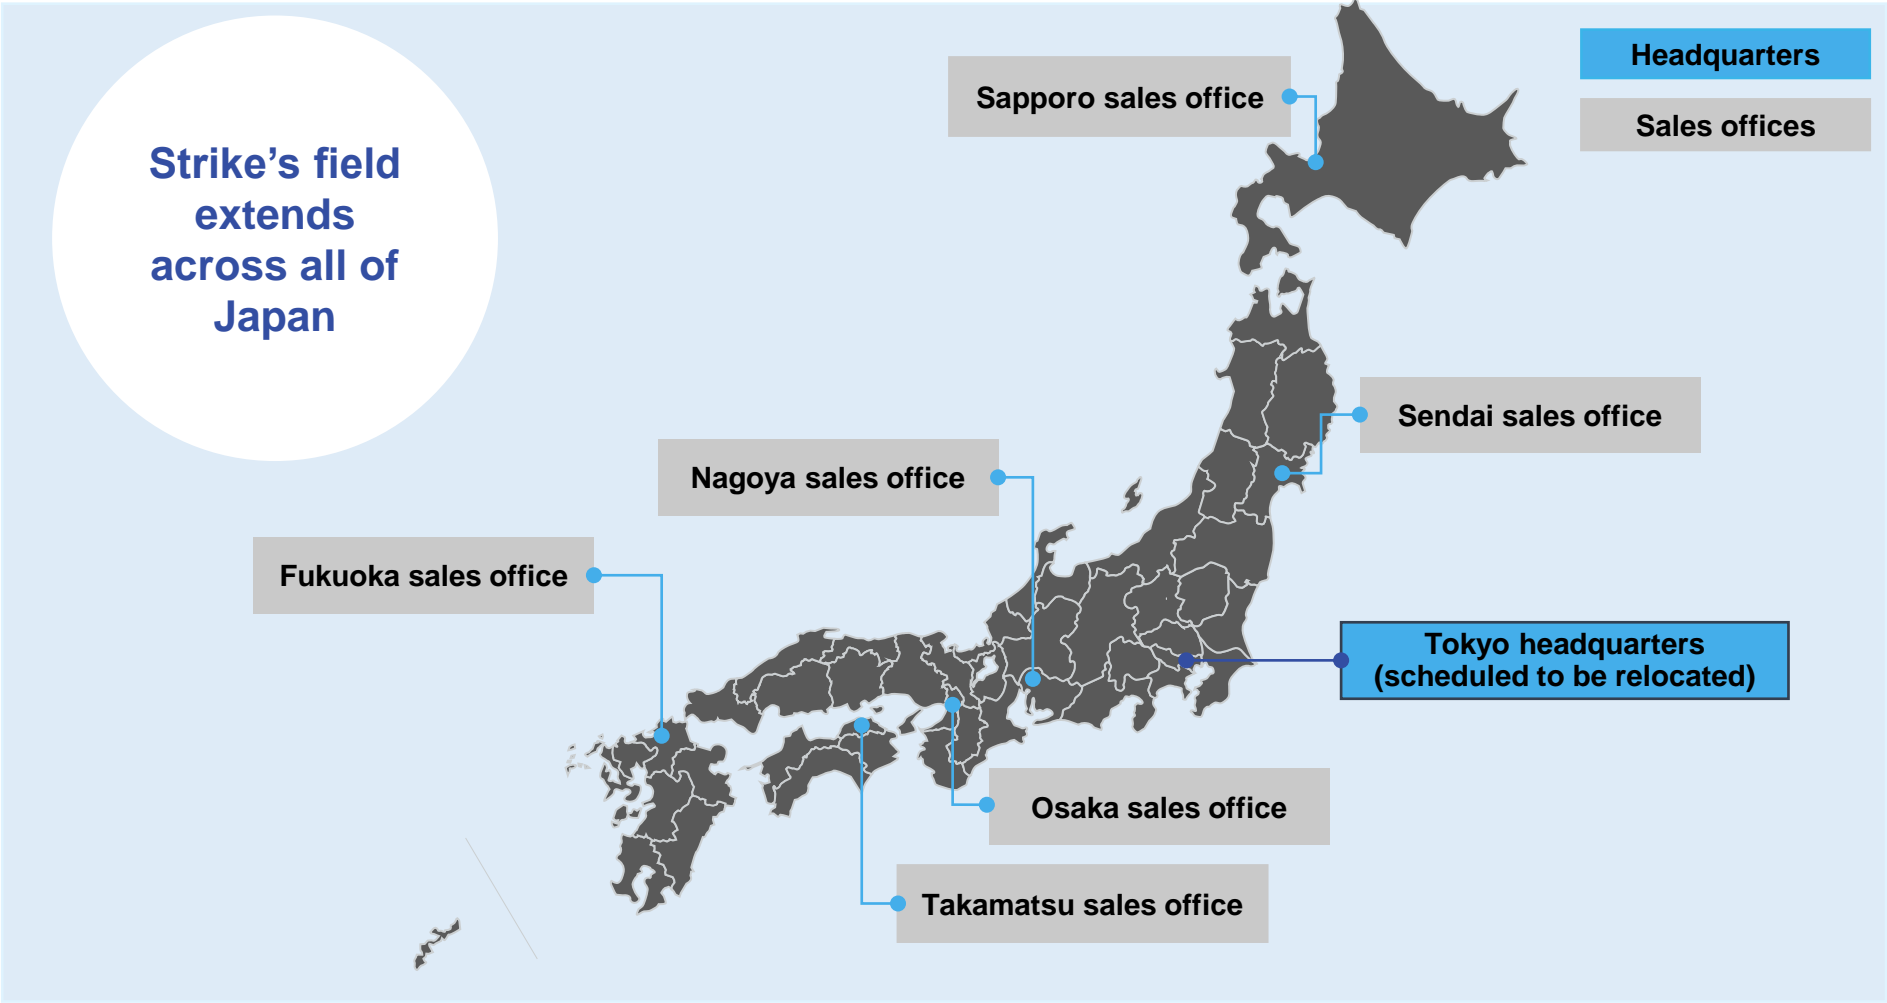 Strike’s field
extends
across all of
Japan
Headquarters
Sales offices
Sapporo sales office
Sendai sales office
Nagoya sales office
Fukuoka sales office
Tokyo headquarters
(scheduled to be relocated)
Osaka sales office
Takamatsu sales office